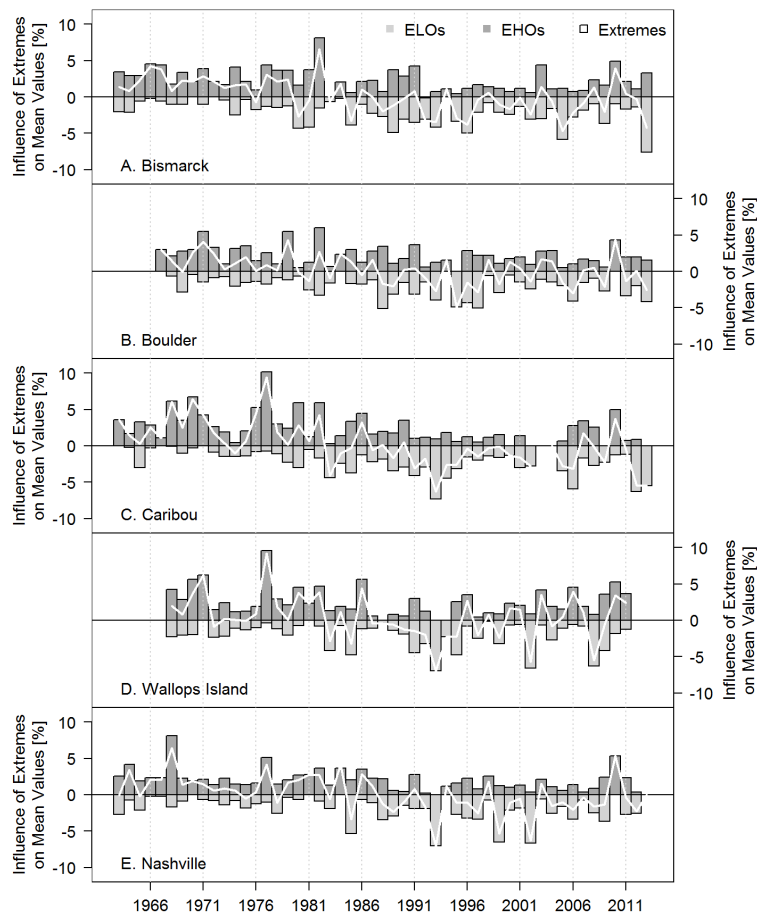 ELOs EHOs Extremes
Influence of Extremes
on Mean Values [%]
10
5
0
-5
-10
A. Bismarck
Influence of Extremes
on Mean Values [%]
10
5
0
-5
-10
B. Boulder
Influence of Extremes
on Mean Values [%]
10
5
0
-5
-10
C. Caribou
Influence of Extremes
on Mean Values [%]
10
5
0
-5
-10
D. Wallops Island
Influence of Extremes
on Mean Values [%]
10
5
0
-5
-10
E. Nashville
1966 1971 1976 1981 1986 1991 1996 2001 2006 2011